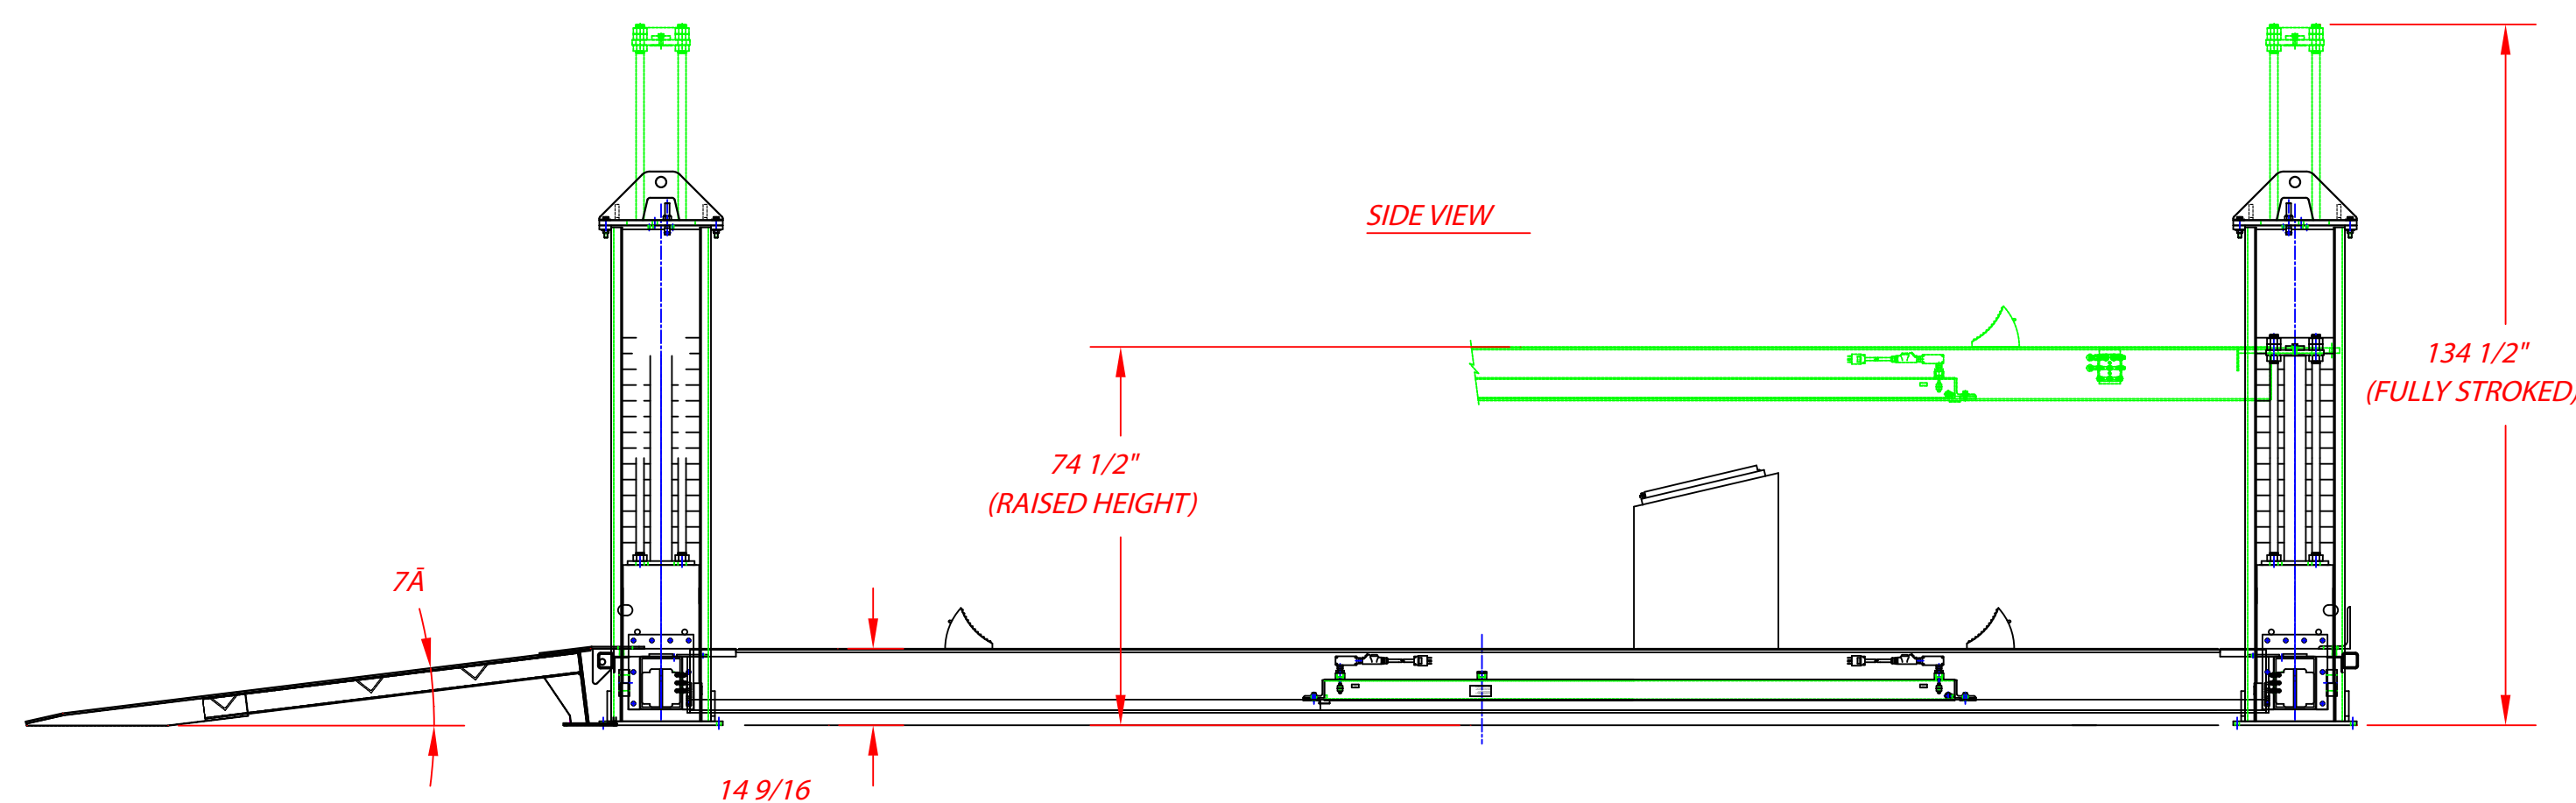 SIDE VIEW
134 1/2"
(FULLY STROKED)
74 1/2"
(RAISED HEIGHT)
7Ā
14 9/16